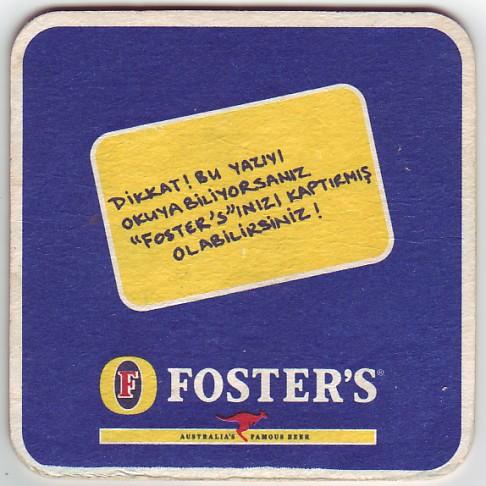 DİKKAT! BU YAZIYI
OKUYABİLİYORSANIZ
"FOSTER'S"INIZI KAPTIRMIŞ
OLABİLİRSİNİZ!
F FOSTER'S®
AUSTRALIA'S FAMOUS BEER